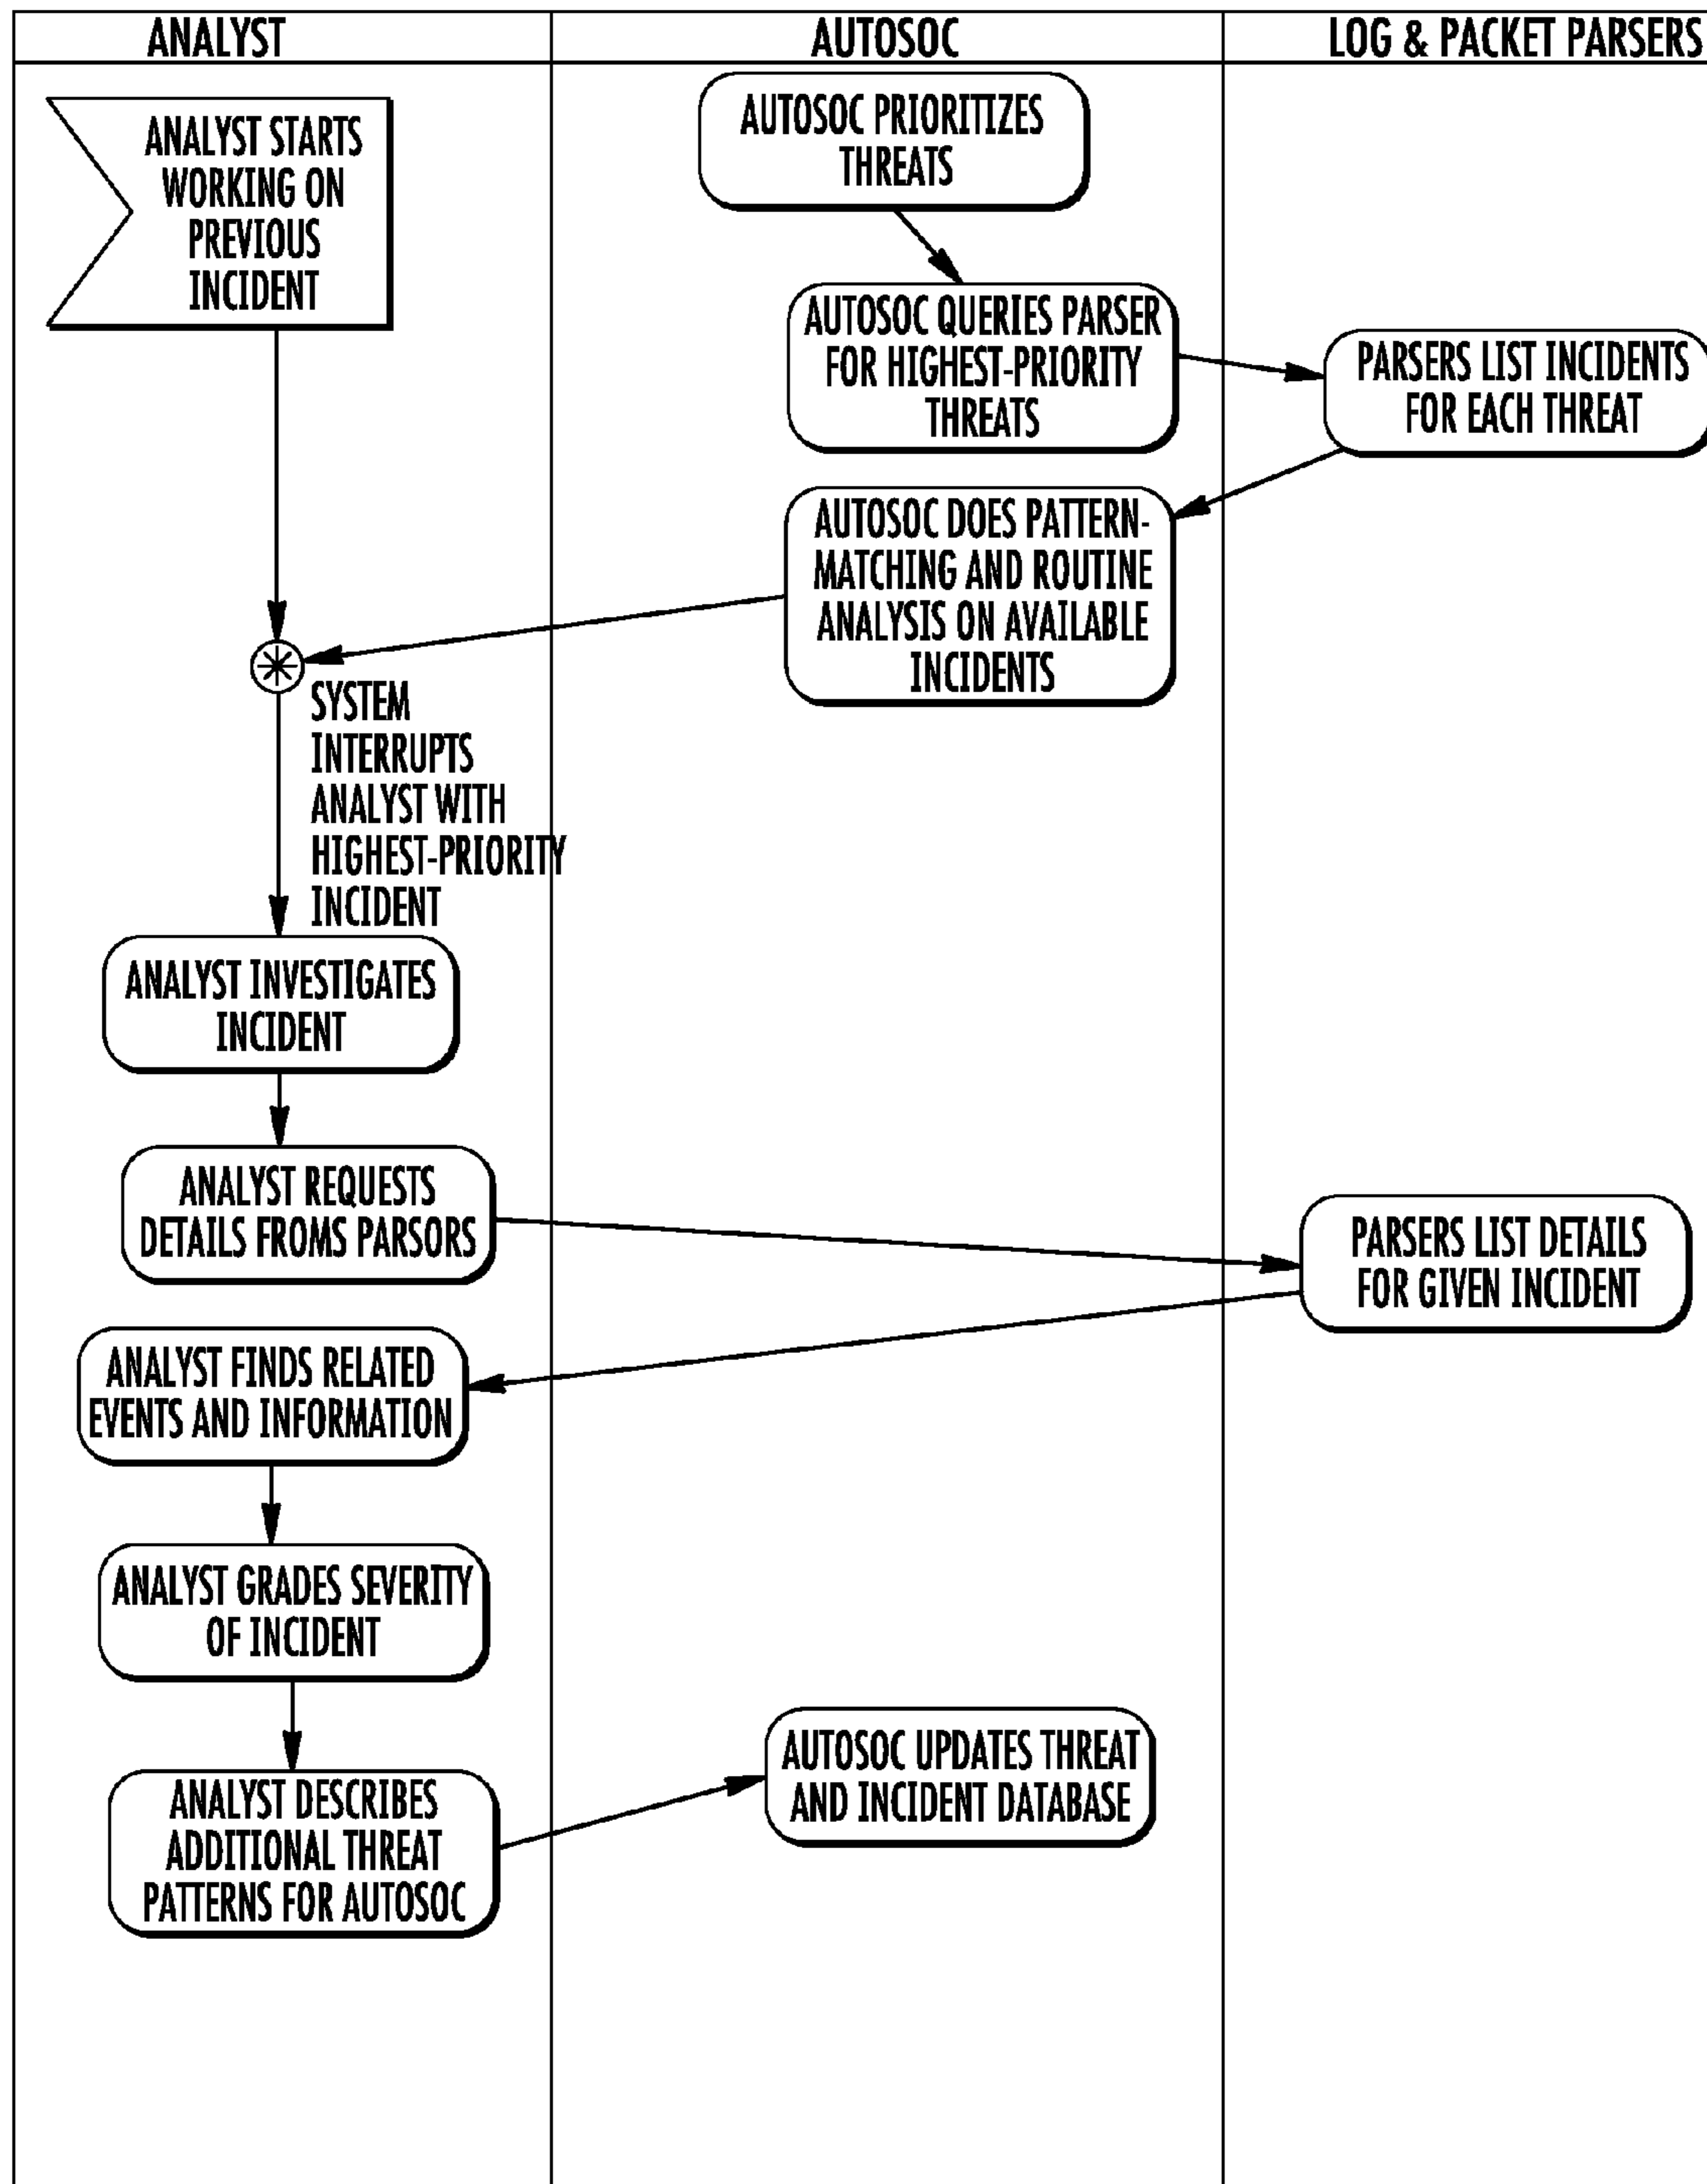 ANALYST
AUTOSOC
LOG & PACKET PARSERS
ANALYST STARTS
WORKING ON
PREVIOUS
INCIDENT
AUTOSOC PRIORITIZES
THREATS
AUTOSOC QUERIES PARSER
FOR HIGHEST-PRIORITY
THREATS
PARSERS LIST INCIDENTS
FOR EACH THREAT
AUTOSOC DOES PATTERN-
MATCHING AND ROUTINE
ANALYSIS ON AVAILABLE
INCIDENTS
SYSTEM
INTERRUPTS
ANALYST WITH
HIGHEST-PRIORITY
INCIDENT
ANALYST INVESTIGATES
INCIDENT
ANALYST REQUESTS
DETAILS FROMS PARSORS
PARSERS LIST DETAILS
FOR GIVEN INCIDENT
ANALYST FINDS RELATED
EVENTS AND INFORMATION
ANALYST GRADES SEVERITY
OF INCIDENT
ANALYST DESCRIBES
ADDITIONAL THREAT
PATTERNS FOR AUTOSOC
AUTOSOC UPDATES THREAT
AND INCIDENT DATABASE